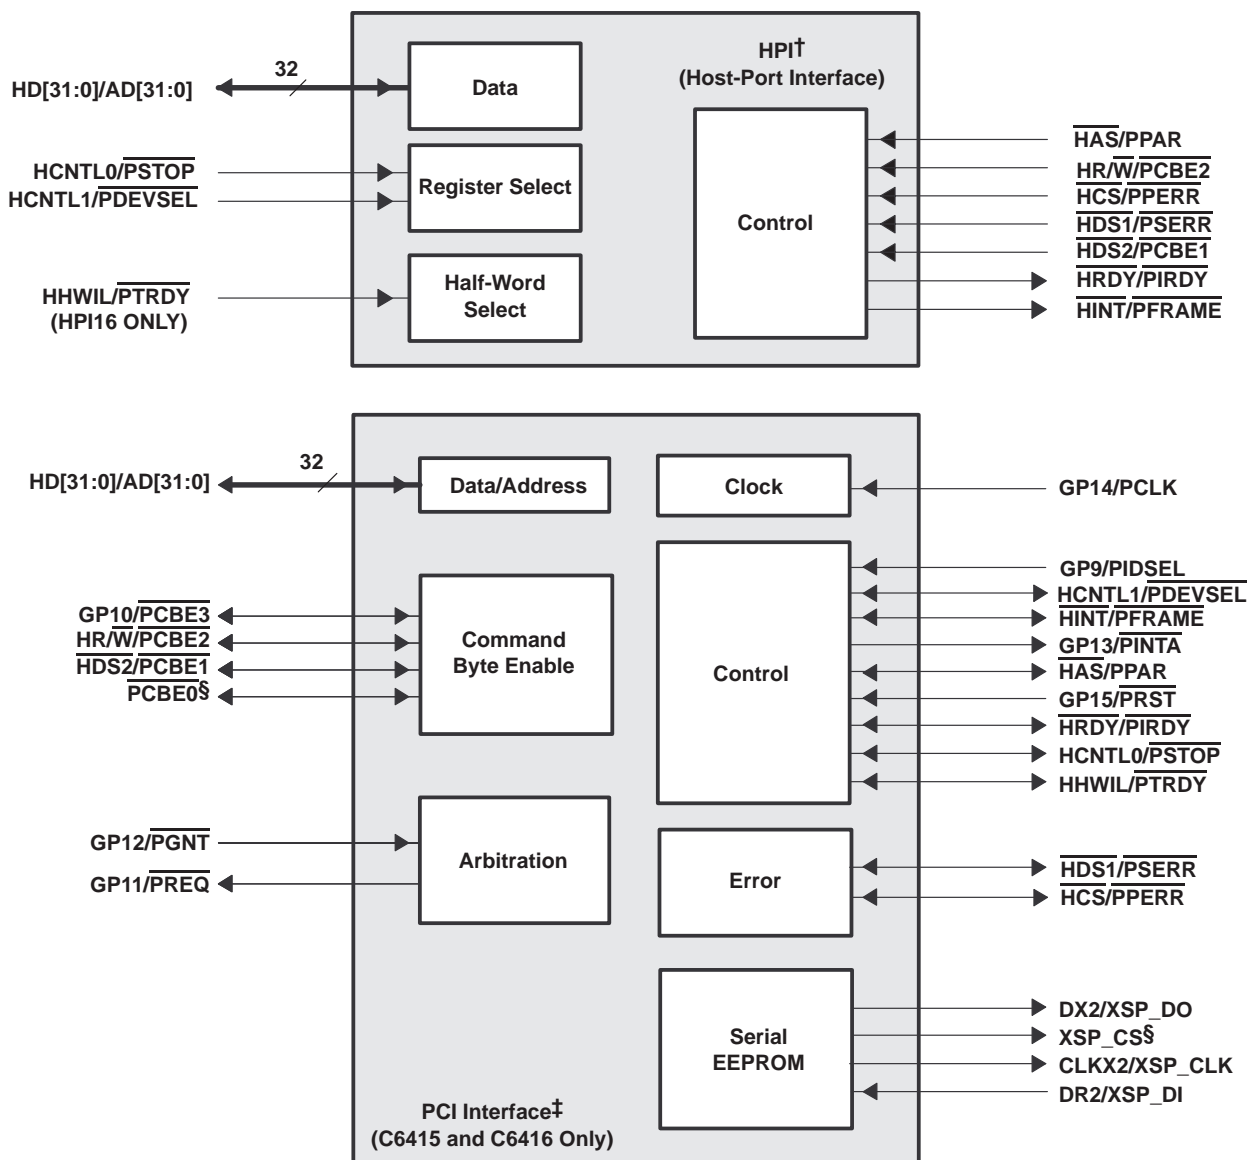 HPI†
(Host-Port Interface)
32
HD[31:0]/AD[31:0]
Data
HCNTL0/PSTOP
HCNTL1/PDEVSEL
Register Select
HHWIL/PTRDY
(HPI16 ONLY)
Half-Word
Select
Control
HAS/PPAR
HR/W/PCBE2
HCS/PPERR
HDS1/PSERR
HDS2/PCBE1
HRDY/PIRDY
HINT/PFRAME
32
HD[31:0]/AD[31:0]
Data/Address
Clock
GP14/PCLK
GP10/PCBE3
HR/W/PCBE2
HDS2/PCBE1
PCBE0§
Command
Byte Enable
Control
GP9/PIDSEL
HCNTL1/PDEVSEL
HINT/PFRAME
GP13/PINTA
HAS/PPAR
GP15/PRST
HRDY/PIRDY
HCNTL0/PSTOP
HHWIL/PTRDY
GP12/PGNT
GP11/PREQ
Arbitration
Error
HDS1/PSERR
HCS/PPERR
Serial
EEPROM
DX2/XSP_DO
XSP_CS§
CLKX2/XSP_CLK
DR2/XSP_DI
PCI Interface‡
(C6415 and C6416 Only)